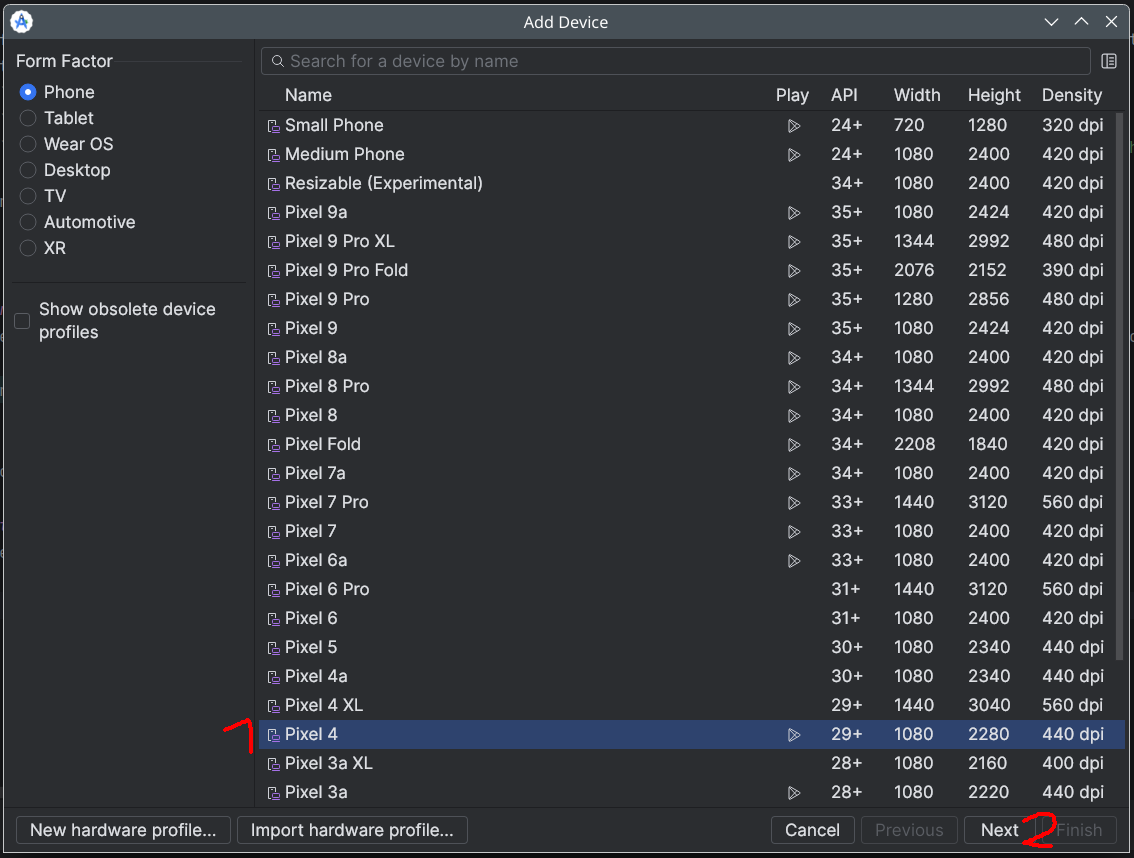 Add Device
Form Factor
Phone
Tablet
Wear OS
Desktop
TV
Automotive
XR
Show obsolete device
profiles
Search for a device by name
Name Play API Width Height Density
Small Phone 24+ 720 1280 320 dpi
Medium Phone 24+ 1080 2400 420 dpi
Resizable (Experimental) 34+ 1080 2400 420 dpi
Pixel 9a 35+ 1080 2424 420 dpi
Pixel 9 Pro XL 35+ 1344 2992 480 dpi
Pixel 9 Pro Fold 35+ 2076 2152 390 dpi
Pixel 9 Pro 35+ 1280 2856 480 dpi
Pixel 9 35+ 1080 2424 420 dpi
Pixel 8a 34+ 1080 2400 420 dpi
Pixel 8 Pro 34+ 1344 2992 480 dpi
Pixel 8 34+ 1080 2400 420 dpi
Pixel Fold 34+ 2208 1840 420 dpi
Pixel 7a 34+ 1080 2400 420 dpi
Pixel 7 Pro 33+ 1440 3120 560 dpi
Pixel 7 33+ 1080 2400 420 dpi
Pixel 6a 33+ 1080 2400 420 dpi
Pixel 6 Pro 31+ 1440 3120 560 dpi
Pixel 6 31+ 1080 2400 420 dpi
Pixel 5 30+ 1080 2340 440 dpi
Pixel 4a 30+ 1080 2340 440 dpi
Pixel 4 XL 29+ 1440 3040 560 dpi
1 Pixel 4 29+ 1080 2280 440 dpi
Pixel 3a XL 28+ 1080 2160 400 dpi
Pixel 3a 28+ 1080 2220 440 dpi
New hardware profile... Import hardware profile... Cancel Previous Next 2 Finish